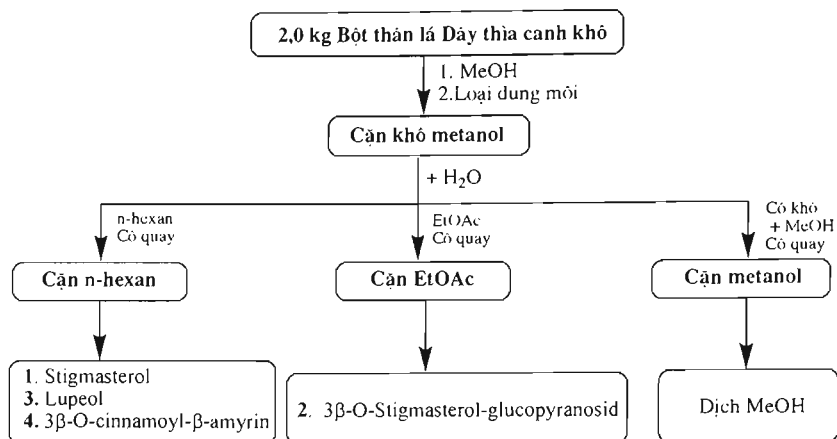 2,0 kg Bột thân lá Dây thìa canh khô
1. MeOH
2.Loại dung môi
Cặn khô metanol
+ H₂O
n-hexan
Cô quay
EtOAc
Cô quay
Cô khô
+ MeOH
Cô quay
Cặn n-hexan
Cặn EtOAc
Cặn metanol
1. Stigmasterol
3. Lupeol
4. 3β-O-cinnamoyl-β-amyrin
2. 3β-O-Stigmasterol-glucopyranosid
Dịch MeOH